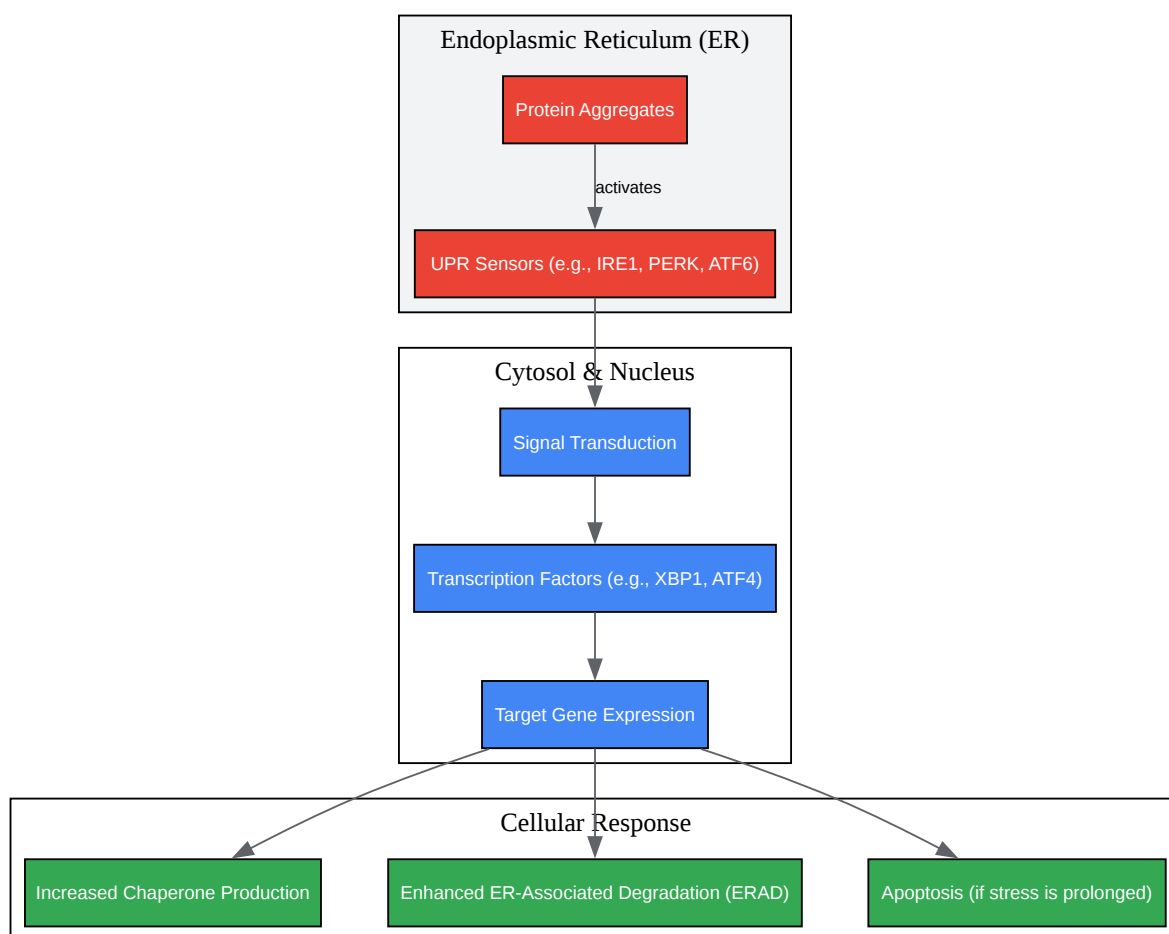 Endoplasmic Reticulum (ER)
Protein Aggregates
activates
UPR Sensors (e.g., IRE1, PERK, ATF6)
Cytosol & Nucleus
Signal Transduction
Transcription Factors (e.g., XBP1, ATF4)
Target Gene Expression
Cellular Response
Increased Chaperone Production
Enhanced ER-Associated Degradation (ERAD)
Apoptosis (if stress is prolonged)